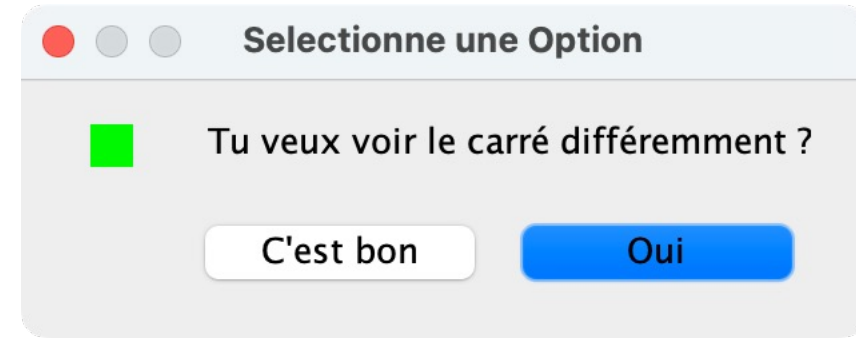 Selectionne une Option
Tu veux voir le carré différemment ?
C'est bon
Oui